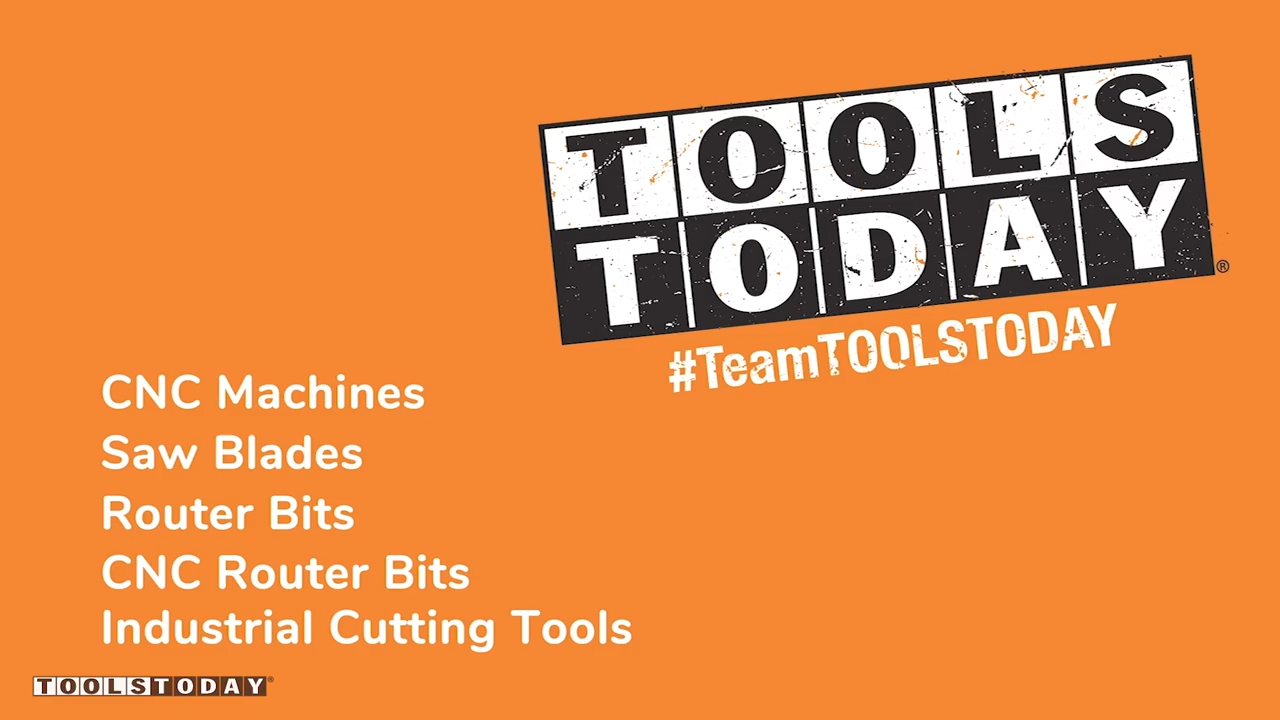 TOOLS
TODAY®
#TeamTOOLSTODAY
CNC Machines
Saw Blades
Router Bits
CNC Router Bits
Industrial Cutting Tools
TOOLSTODAY®